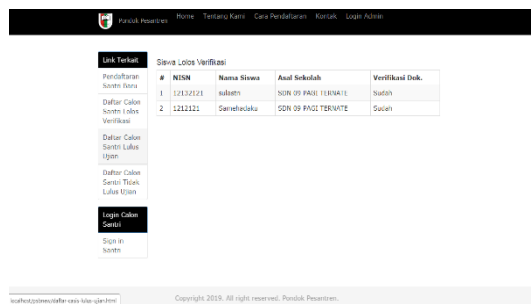 Pondok Pesantren Home Tentang Kami Cara Pendaftaran Kontak Login Admin
Link Terkait
Pendaftaran
Santri Baru
Daftar Calon
Santri Lolos
Verifikasi
Daftar Calon
Santri Lulus
Ujian
Daftar Calon
Santri Tidak
Lulus Ujian
Login Calon
Santri
Sign in
Santri
Siswa Lolos Verifikasi
# NISN Nama Siswa Asal Sekolah Verifikasi Dok.
1 12132121 sulastri SDN 09 PAGI TERNATE Sudah
2 1212121 Samehadaku SDN 09 PAGI TERNATE Sudah
Copyright 2019. All right reserved. Pondok Pesantren.